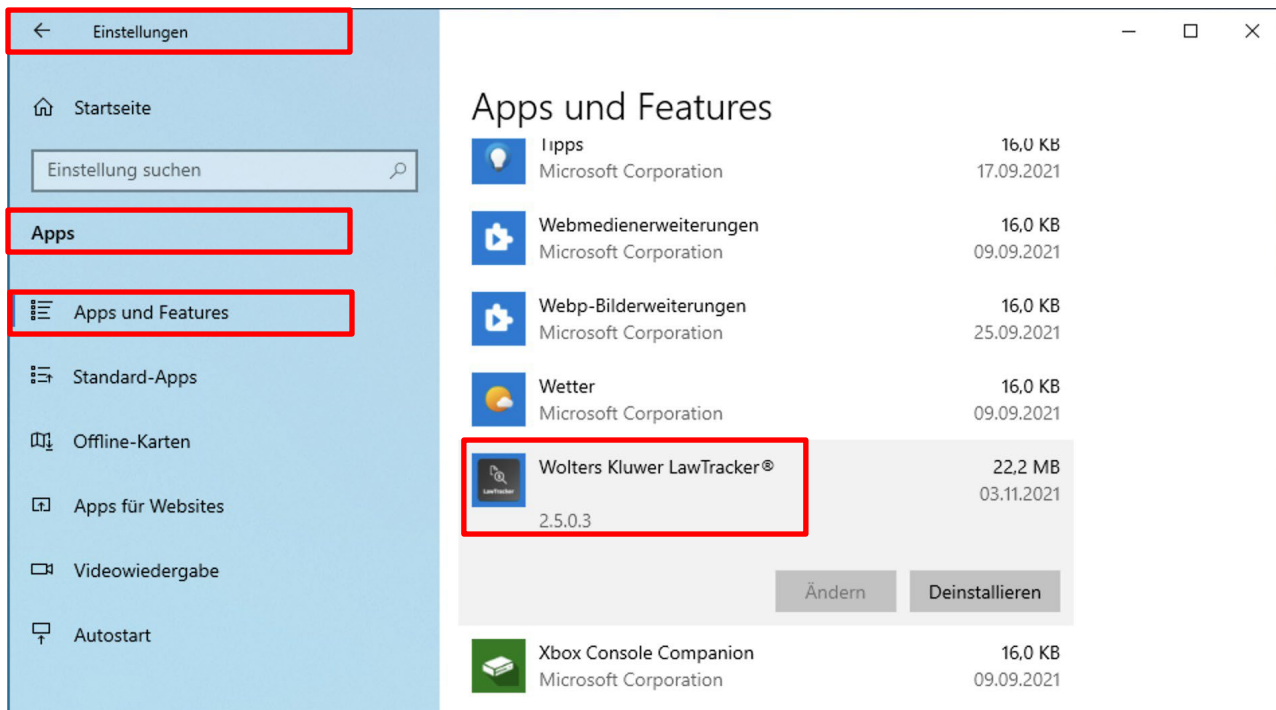 Einstellungen
Startseite
Einstellung suchen
Apps
Apps und Features
Standard-Apps
Offline-Karten
Apps für Websites
Videowiedergabe
Autostart
Apps und Features
Tipps 16,0 KB
Microsoft Corporation 17.09.2021
Webmedienerweiterungen 16,0 KB
Microsoft Corporation 09.09.2021
Webp-Bilderweiterungen 16,0 KB
Microsoft Corporation 25.09.2021
Wetter 16,0 KB
Microsoft Corporation 09.09.2021
LawTracker
Wolters Kluwer LawTracker® 22,2 MB
03.11.2021
2.5.0.3
Ändern Deinstallieren
Xbox Console Companion 16,0 KB
Microsoft Corporation 09.09.2021